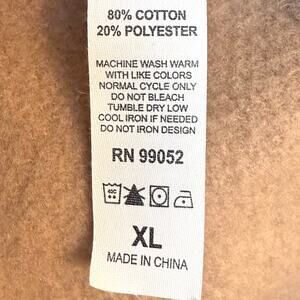 80% COTTON
20% POLYESTER
MACHINE WASH WARM
WITH LIKE COLORS
NORMAL CYCLE ONLY
DO NOT BLEACH
TUMBLE DRY LOW
COOL IRON IF NEEDED
DO NOT IRON DESIGN
RN 99052
40C
XL
MADE IN CHINA